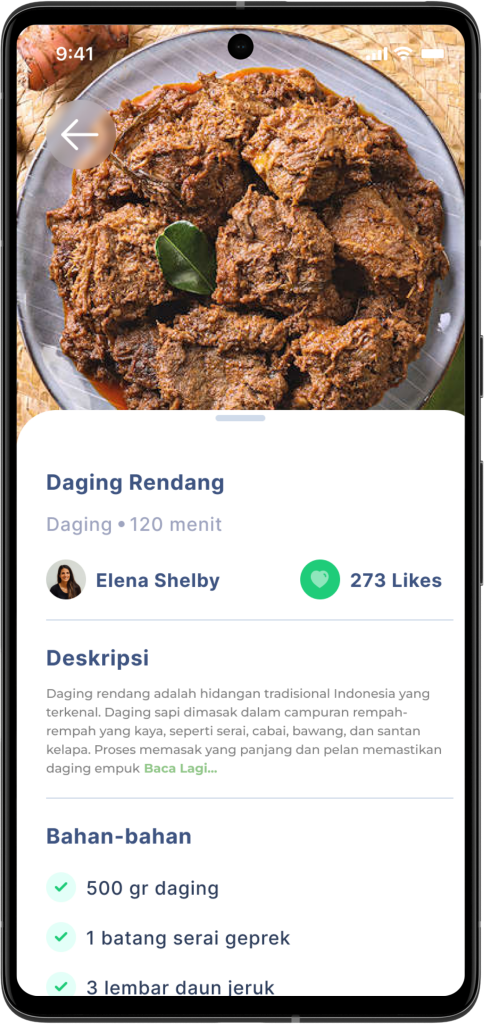 9:41
Daging Rendang
Daging • 120 menit
Elena Shelby
273 Likes
Deskripsi
Daging rendang adalah hidangan tradisional Indonesia yang
terkenal. Daging sapi dimasak dalam campuran rempah-
rempah yang kaya, seperti serai, cabai, bawang, dan santan
kelapa. Proses memasak yang panjang dan pelan memastikan
daging empuk Baca Lagi...
Bahan-bahan
500 gr daging
1 batang serai geprek
3 lembar daun jeruk